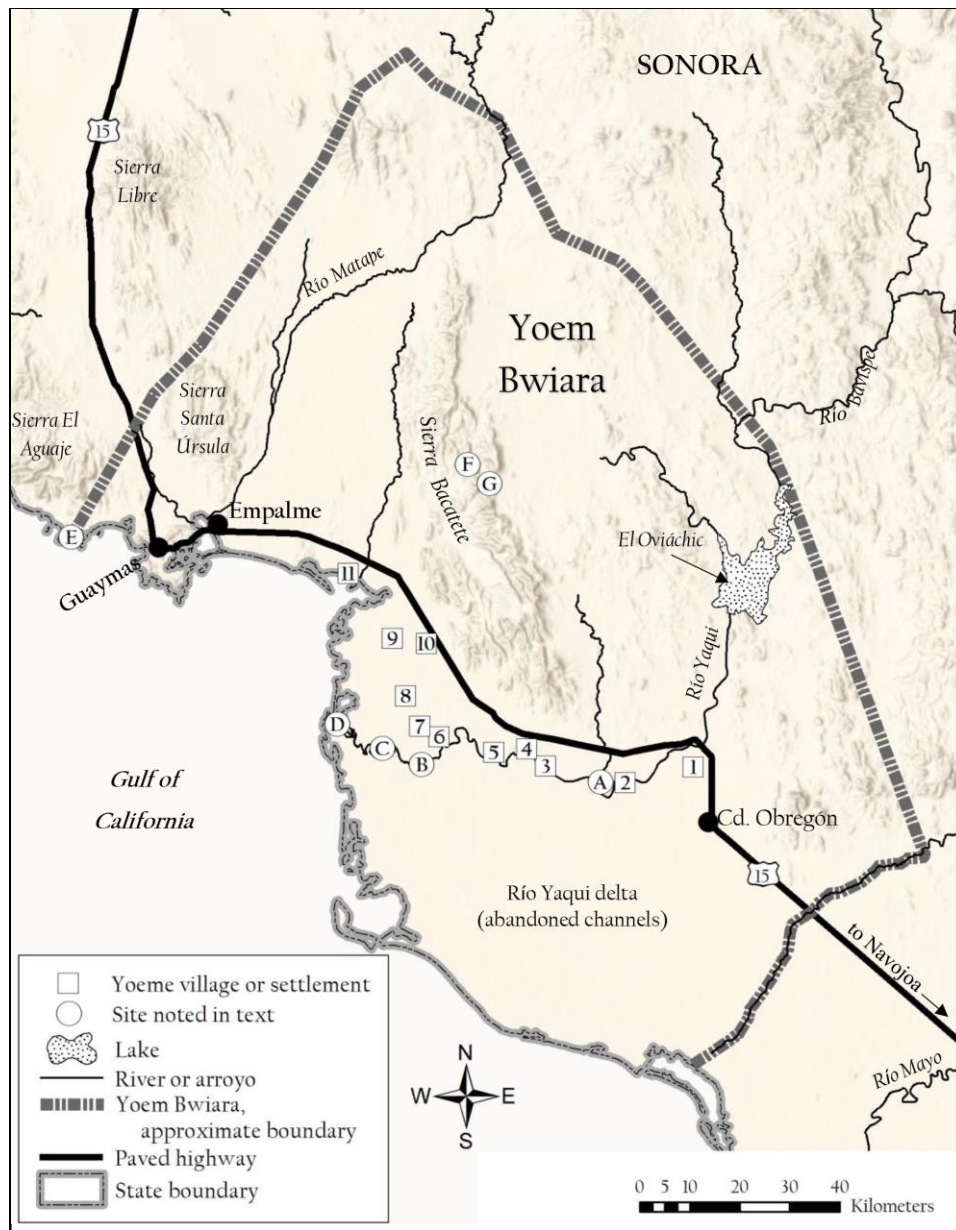 SONORA
15
Sierra
Libre
Río Matape
Yoem
Bwiara
Río Bavispe
Sierra El
Aguaje
Sierra
Santa
Úrsula
Sierra Bacatete
F
G
E
Empalme
Guaymas
El Oviáchic
11
9
10
Río Yaqui
8
D
7
6
C
B
5
4
3
A
2
1
Gulf of
California
Cd. Obregón
15
Río Yaqui delta
(abandoned channels)
to Navojoa
Río Mayo
Yoeme village or settlement
Site noted in text
Lake
River or arroyo
Yoem Bwiara,
approximate boundary
Paved highway
State boundary
N
W E
S
0 5 10 20 30 40
Kilometers